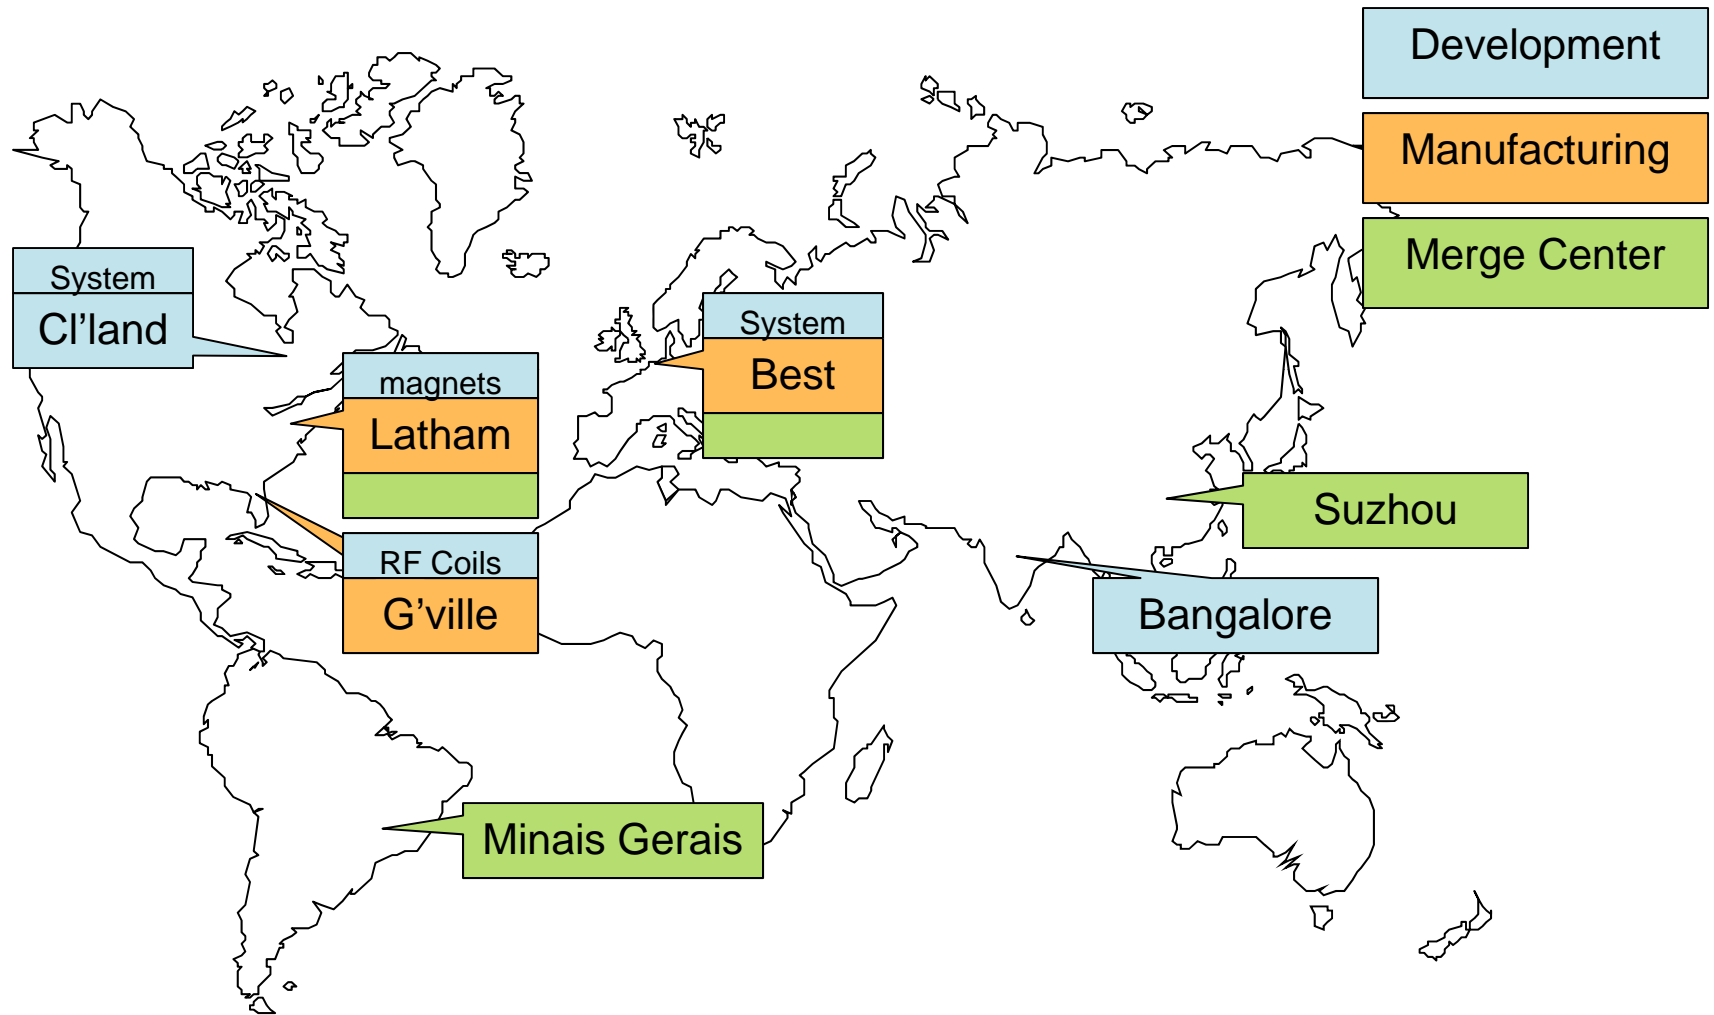 Development
Manufacturing
Merge Center
System
Cl’land
magnets
Latham
RF Coils
G’ville
System
Best
Suzhou
Bangalore
Minais Gerais